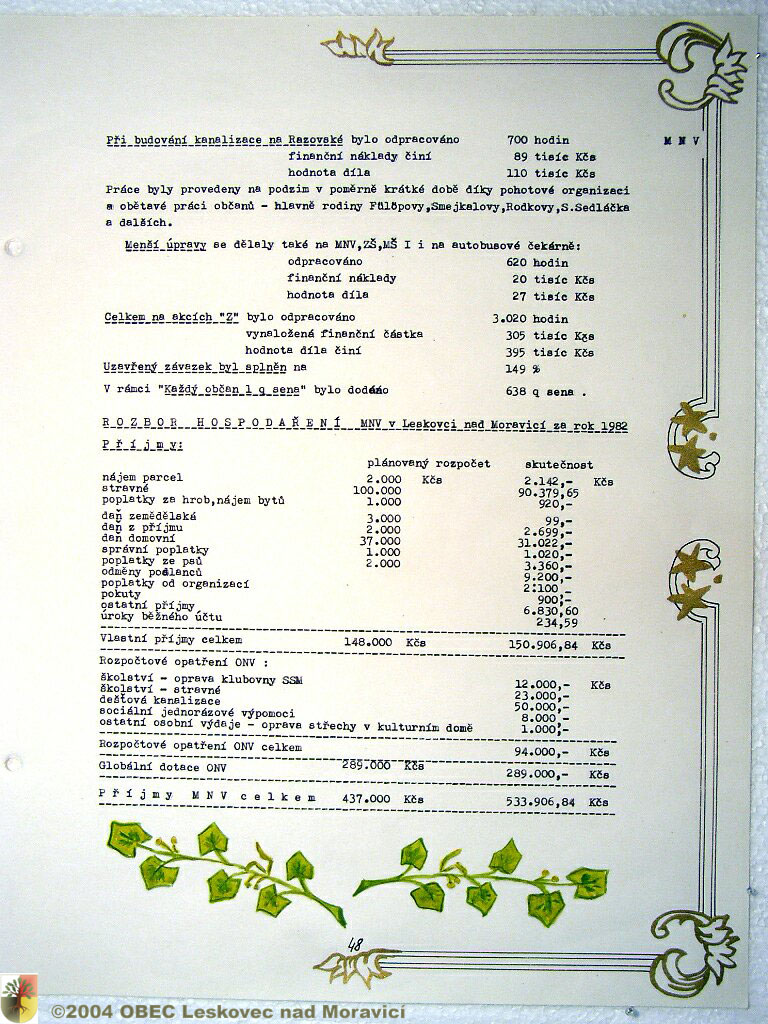 Při budování kanalizace na Razovské bylo odpracováno 700 hodin M N V
finanční náklady činí 89 tisíc Kčs
hodnota díla 110 tisíc Kčs
Práce byly provedeny na podzim v poměrně krátké době díky pohotové organizaci
a obětavé práci občanů - hlavně rodiny Fülöpovy,Smejkalovy,Rodkovy,S.Sedláčka
a dalších.
Menší úpravy se dělaly také na MNV,ZŠ,MŠ I i na autobusové čekárně:
odpracováno 620 hodin
finanční náklady 20 tisíc Kčs
hodnota díla 27 tisíc Kčs
Celkem na akcích "Z" bylo odpracováno 3.020 hodin
vynaložená finanční částka 305 tisíc Kčs
hodnota díla činí 395 tisíc Kčs
Uzavřený závazek byl splněn na 149 %
V rámci "Každý občan 1 q sena" bylo dodáno 638 q sena .
R O Z B O R H O S P O D A Ř E N Í MNV v Leskovci nad Moravicí za rok 1982
P ř í j m y:
plánovaný rozpočet skutečnost
nájem parcel 2.000 Kčs 2.142,- Kčs
stravné 100.000 90.379,65
poplatky za hrob,nájem bytů 1.000 920,-
daň zemědělská 3.000 99,-
daň z příjmu 2.000 2.699,-
daň domovní 37.000 31.022,-
správní poplatky 1.000 1.020,-
poplatky ze psů 2.000 3.360,-
odměny poslanců 9.200,-
poplatky od organizací 2.100,-
pokuty 900,-
ostatní příjmy 6.830,60
úroky běžného účtu 234,59
Vlastní příjmy celkem 148.000 Kčs 150.906,84 Kčs
Rozpočtové opatření ONV :
školství - oprava klubovny SSM 12.000,- Kčs
školství - stravné 23.000,-
dešťová kanalizace 50.000,-
sociální jednorázové výpomoci 8.000,-
ostatní osobní výdaje - oprava střechy v kulturním domě 1.000,-
Rozpočtové opatření ONV celkem 94.000,- Kčs
Globální dotace ONV 289.000 Kčs 289.000,- Kčs
P ř í j m y M N V c e l k e m 437.000 Kčs 533.906,84 Kčs
48
©2004 OBEC Leskovec nad Moravicí